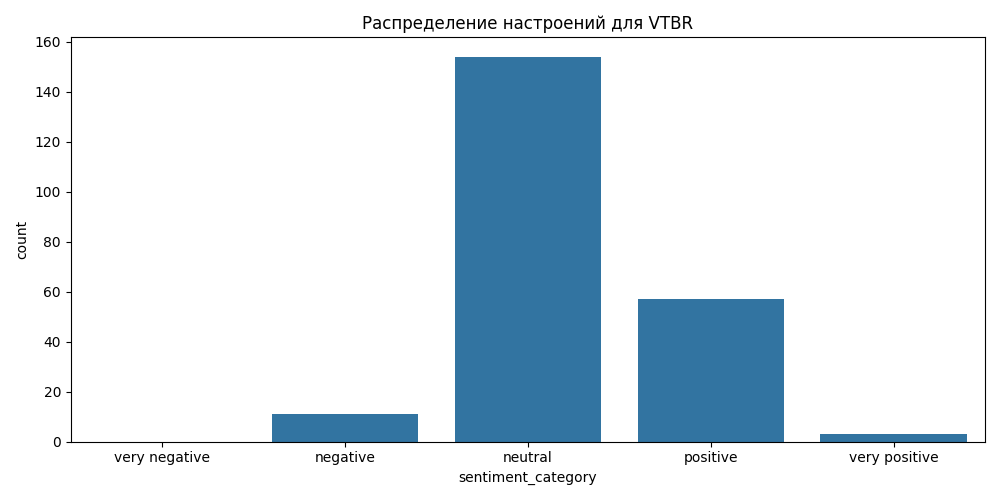 Распределение настроений для VTBR
160
140
120
100
80
60
40
20
0
count
very negative negative neutral positive very positive
sentiment_category